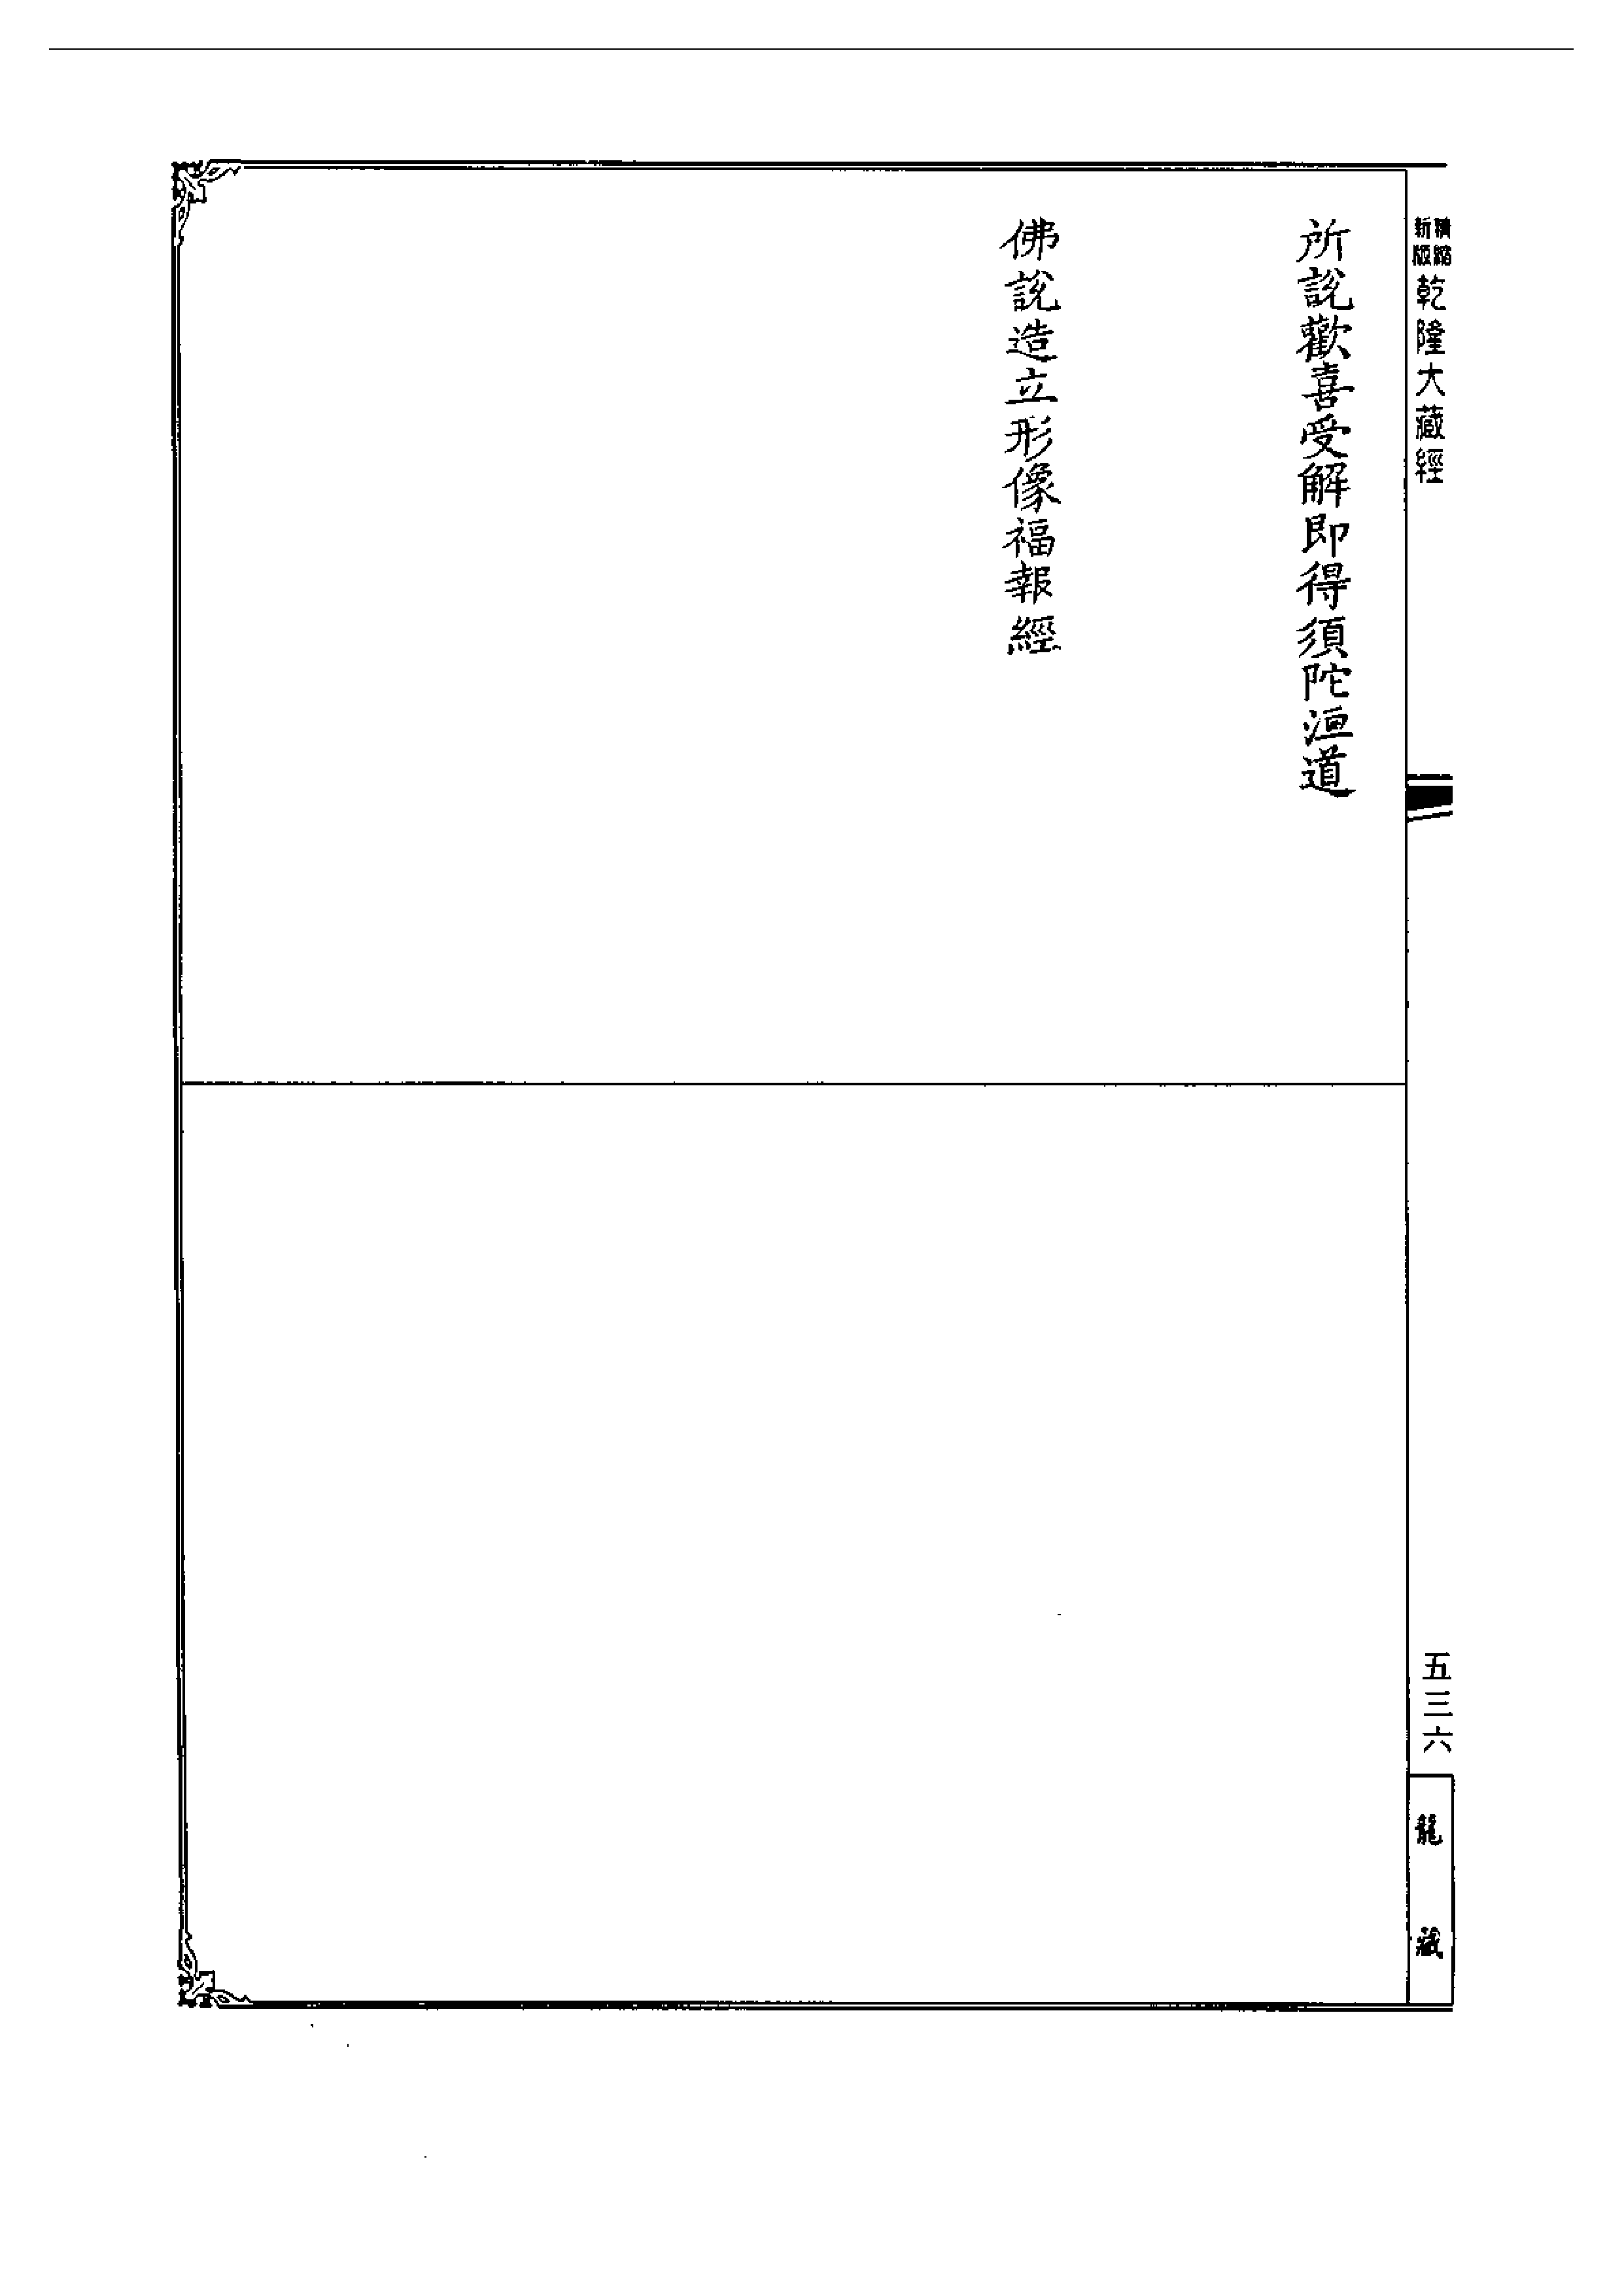 精縮新版乾隆大藏經
五三六
龍藏
所說歡喜受解即得須陀洹道
佛說造立形像福報經